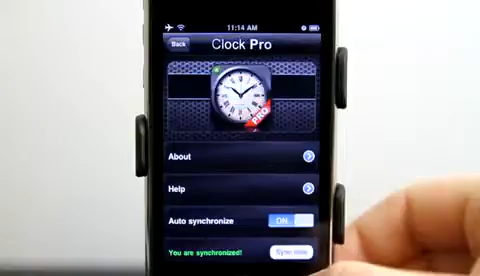 11:14 AM
Back
Clock Pro
PRO
About
Help
Auto synchronize ON
You are synchronized! Sync now